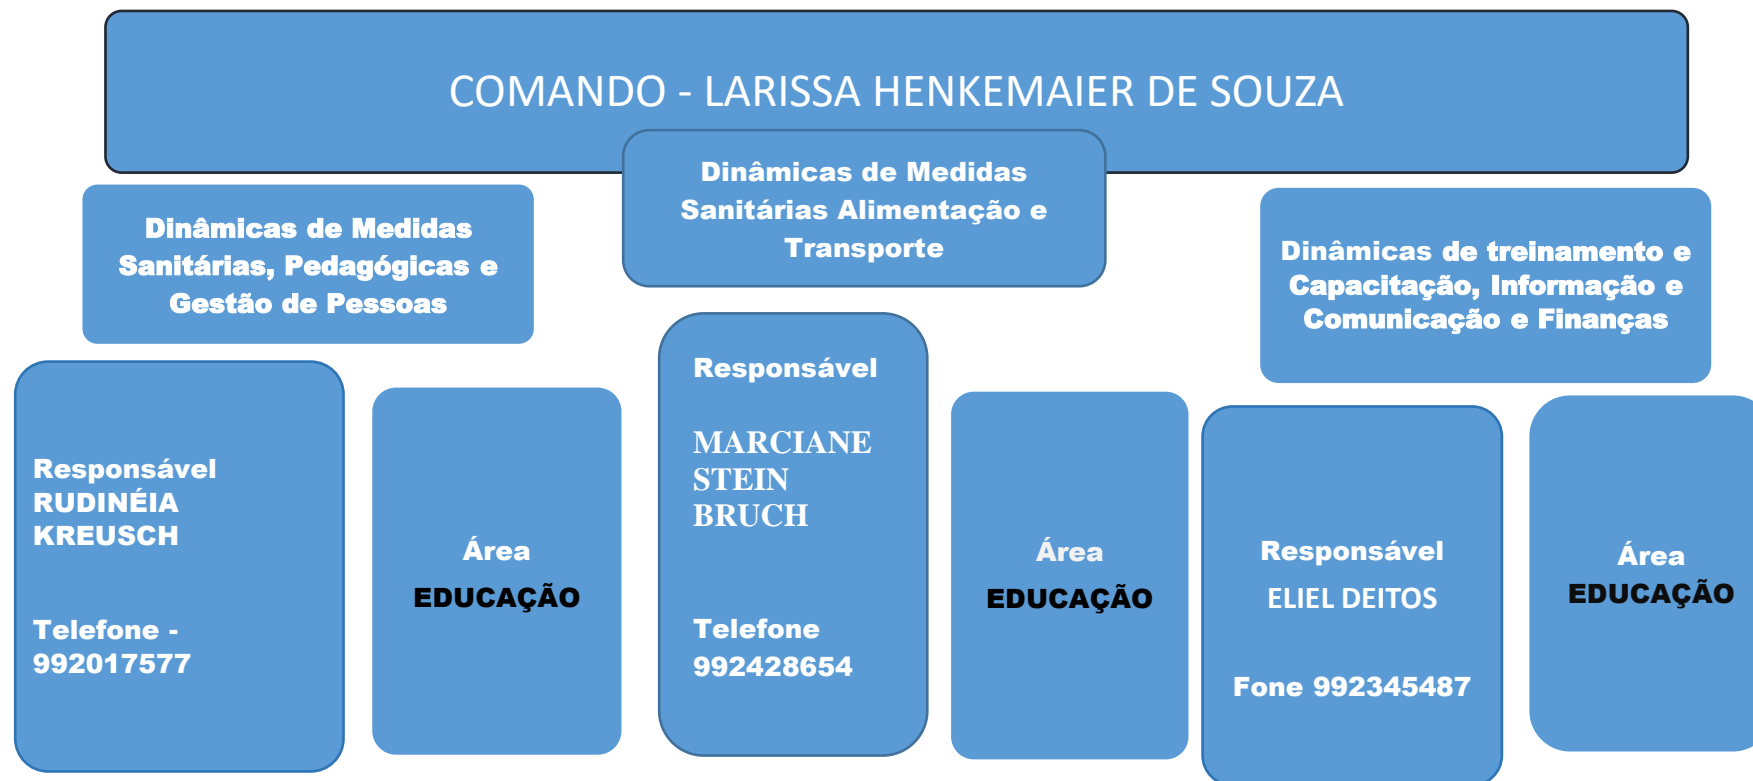 COMANDO - LARISSA HENKEMAIER DE SOUZA
Dinâmicas de Medidas
Sanitárias, Pedagógicas e
Gestão de Pessoas
Dinâmicas de Medidas
Sanitárias Alimentação e
Transporte
Dinâmicas de treinamento e
Capacitação, Informação e
Comunicação e Finanças
Responsável
RUDINÉIA
KREUSCH
Telefone -
992017577
Área
EDUCAÇÃO
Responsável
MARCIANE
STEIN
BRUCH
Telefone
992428654
Área
EDUCAÇÃO
Responsável
ELIEL DEITOS
Fone 992345487
Área
EDUCAÇÃO